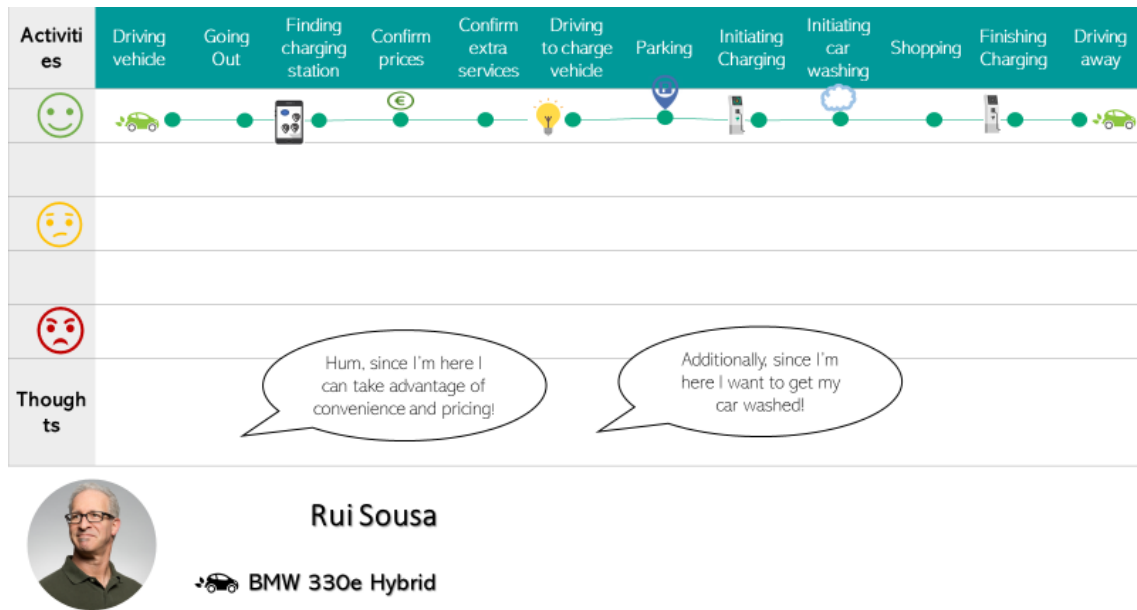 Activiti
es
Driving
vehicle
Going
Out
Finding
charging
station
Confirm
prices
Confirm
extra
services
Driving
to charge
vehicle
Parking
Initiating
Charging
Initiating
car
washing
Shopping
Finishing
Charging
Driving
away
€
Though
ts
Hum, since I'm here I
can take advantage of
convenience and pricing!
Additionally, since I'm
here I want to get my
car washed!
Rui Sousa
BMW 330e Hybrid